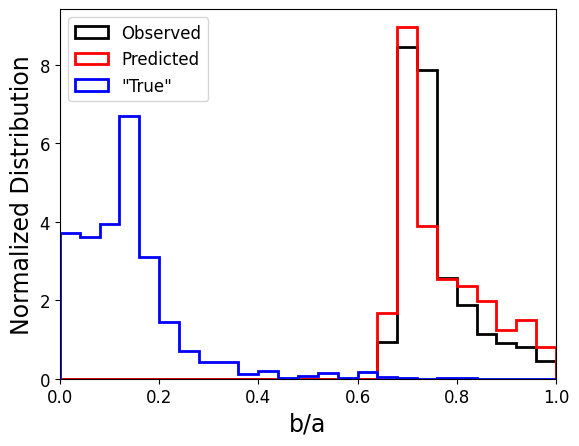 Observed
Predicted
"True"
Normalized Distribution
8
6
4
2
0
0.0 0.2 0.4 0.6 0.8 1.0
b/a